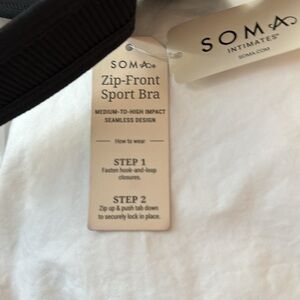 SOMA®
Zip-Front
Sport Bra
MEDIUM-TO-HIGH IMPACT
SEAMLESS DESIGN
How to wear
STEP 1
Fasten hook-and-loop
closures.
STEP 2
Zip up & push tab down
to securely lock in place.
SOMA
INTIMATES®
SOMA.COM